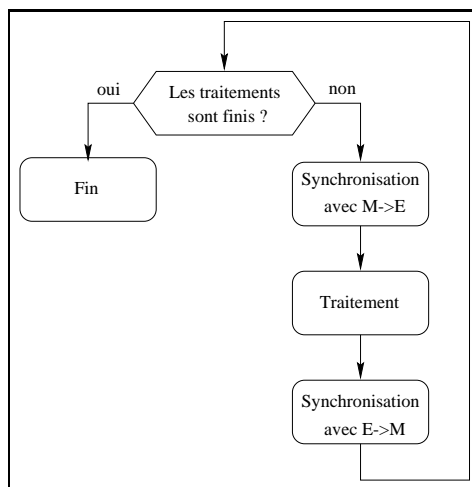 Les traitements
sont finis ?
oui
non
Fin
Synchronisation
avec M->E
Traitement
Synchronisation
avec E->M